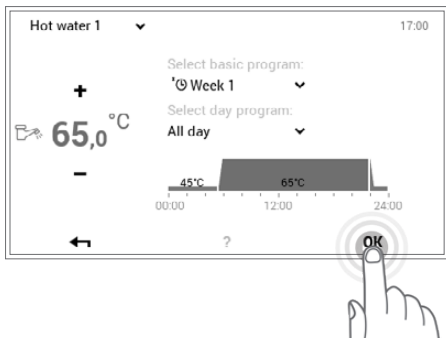 Hot water 1
17:00
Select basic program:
Week 1
Select day program:
All day
+
65,0°C
−
45°C
65°C
00:00
12:00
24:00
?
OK